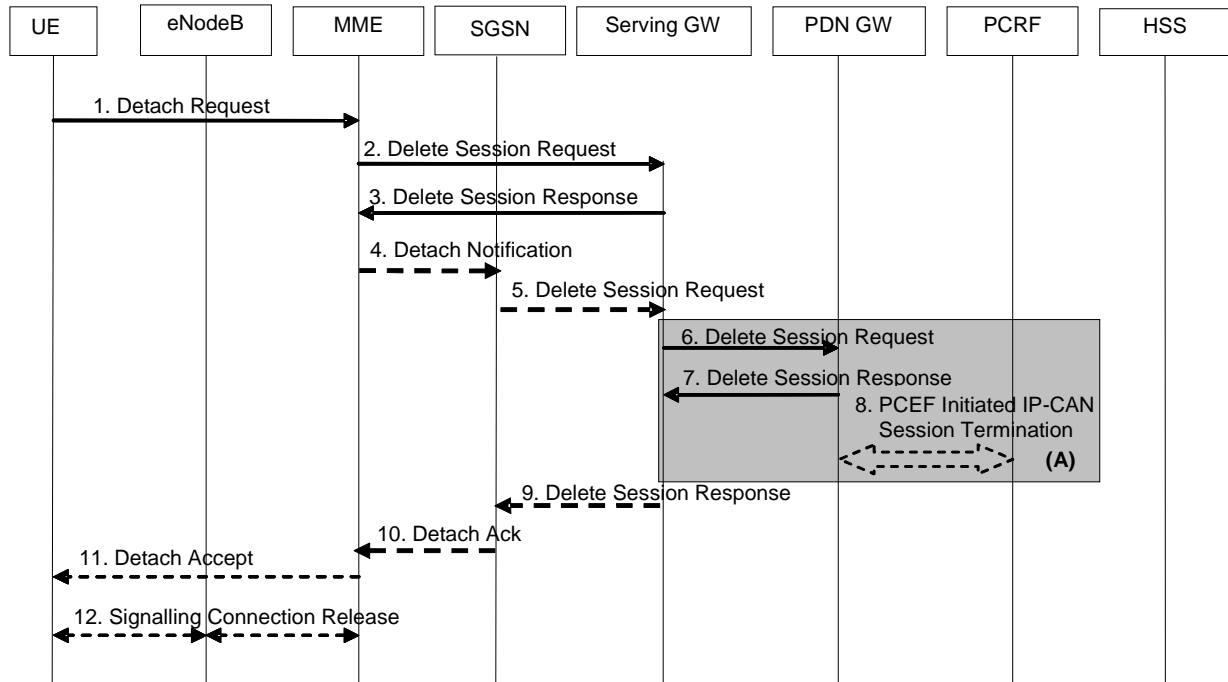 UE
eNodeB
MME
SGSN
Serving GW
PDN GW
PCRF
HSS
1. Detach Request
2. Delete Session Request
3. Delete Session Response
4. Detach Notification
5. Delete Session Request
6. Delete Session Request
7. Delete Session Response
8. PCEF Initiated IP-CAN
Session Termination
(A)
9. Delete Session Response
10. Detach Ack
11. Detach Accept
12. Signalling Connection Release